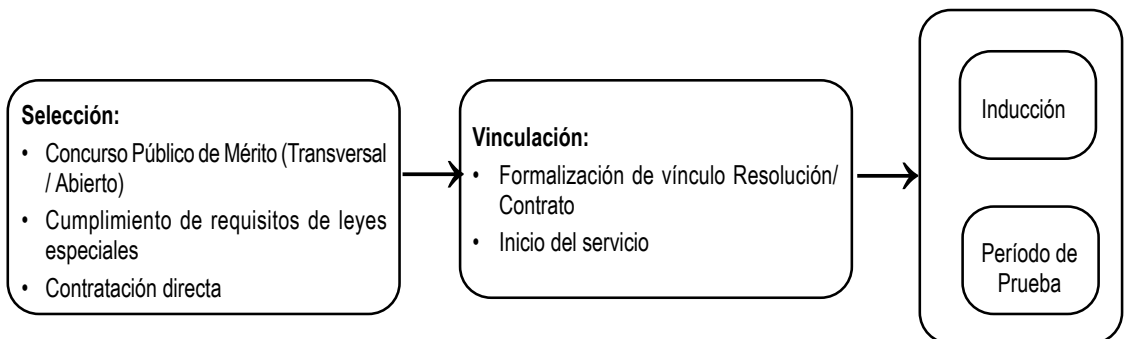 Selección:
• Concurso Público de Mérito (Transversal
/ Abierto)
• Cumplimiento de requisitos de leyes
especiales
• Contratación directa
Vinculación:
• Formalización de vínculo Resolución/
Contrato
• Inicio del servicio
Inducción
Período de
Prueba